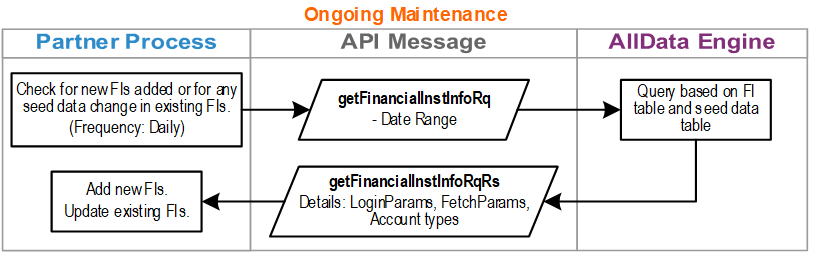 Ongoing Maintenance
Partner Process
API Message
AllData Engine
Check for new FIs added or for any
seed data change in existing FIs.
(Frequency: Daily)
getFinancialInstInfoRq
- Date Range
Query based on FI
table and seed data
table
Add new FIs.
Update existing FIs.
getFinancialInstInfoRqRs
Details: LoginParams, FetchParams,
Account types